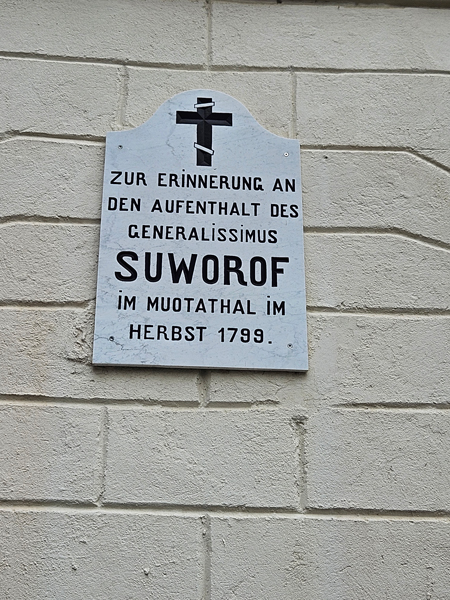 ZUR ERINNERUNG AN
DEN AUFENTHALT DES
GENERALISSIMUS
SUWOROF
IM MUOTATHAL IM
HERBST 1799.